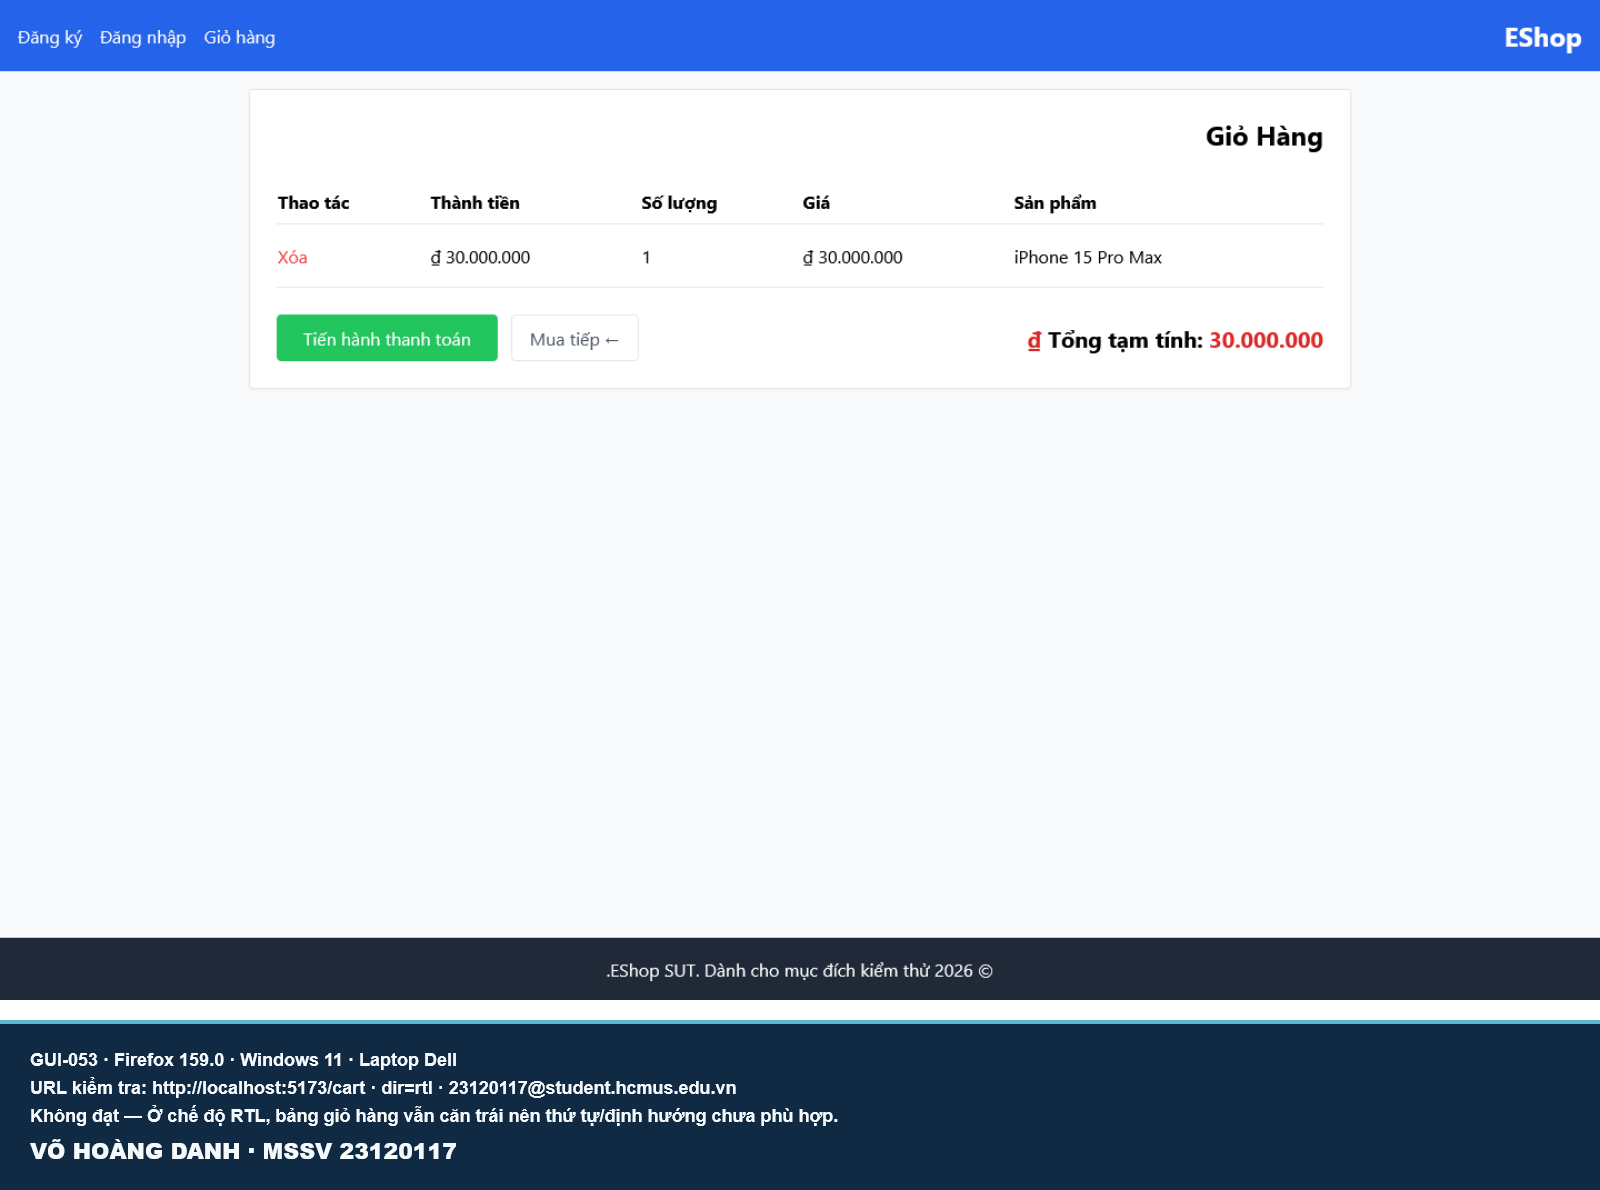 Đăng ký Đăng nhập Giỏ hàng EShop
Giỏ Hàng
Thao tác Thành tiền Số lượng Giá Sản phẩm
Xóa ₫ 30.000.000 1 ₫ 30.000.000 iPhone 15 Pro Max
Tiến hành thanh toán Mua tiếp ← ₫ Tổng tạm tính: 30.000.000
.EShop SUT. Dành cho mục đích kiểm thử 2026 ©
GUI-053 · Firefox 159.0 · Windows 11 · Laptop Dell
URL kiểm tra: http://localhost:5173/cart · dir=rtl · 23120117@student.hcmus.edu.vn
Không đạt — Ở chế độ RTL, bảng giỏ hàng vẫn căn trái nên thứ tự/định hướng chưa phù hợp.
VÕ HOÀNG DANH · MSSV 23120117